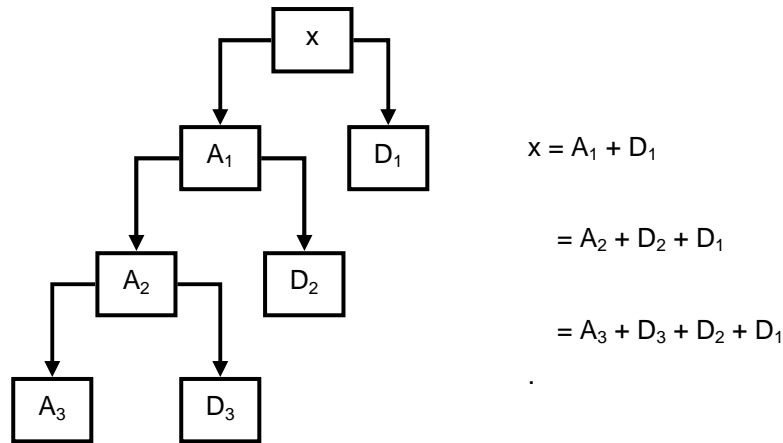 x
A₁ D₁
x = A₁ + D₁
A₂ D₂
= A₂ + D₂ + D₁
A₃ D₃
= A₃ + D₃ + D₂ + D₁
.